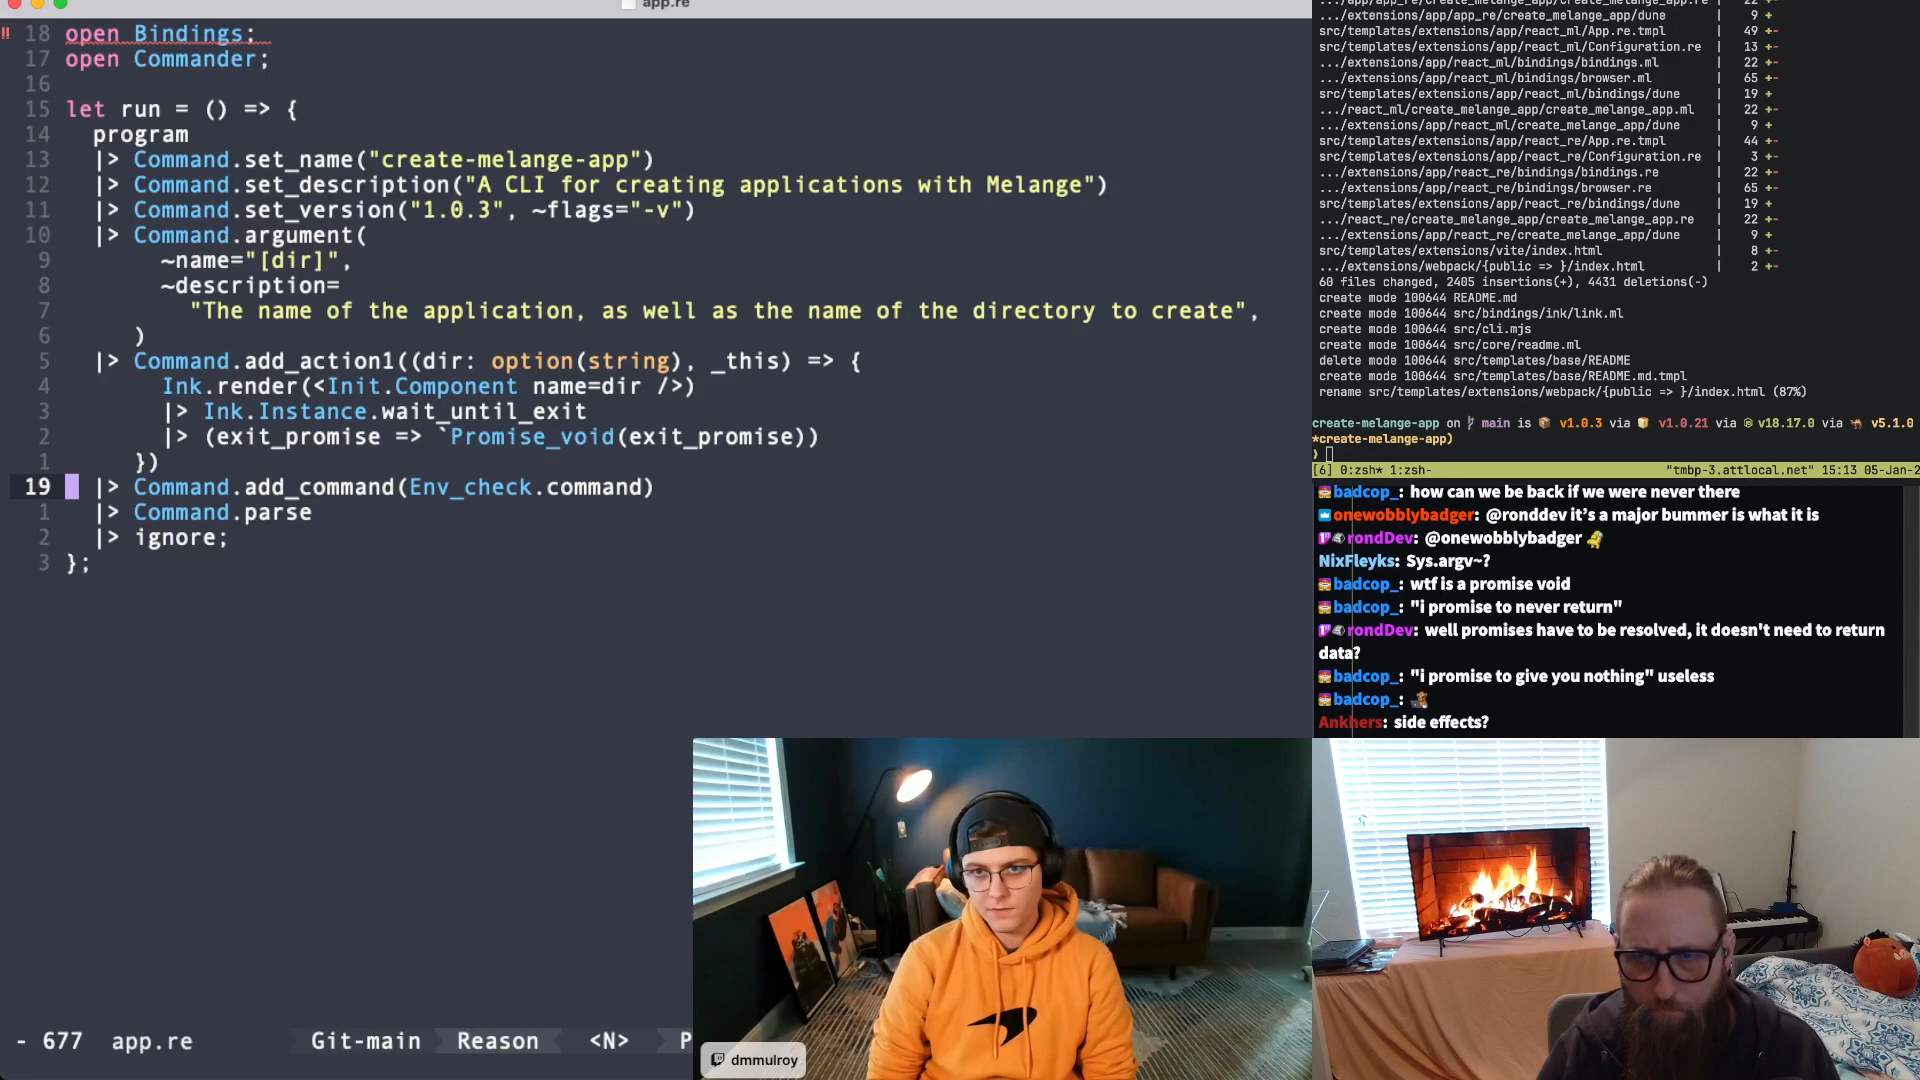 app.re
18 open Bindings;
17 open Commander;
16
15 let run = () => {
14 program
13 |> Command.set_name("create-melange-app")
12 |> Command.set_description("A CLI for creating applications with Melange")
11 |> Command.set_version("1.0.3", ~flags="-v")
10 |> Command.argument(
9 ~name="[dir]",
8 ~description=
7 "The name of the application, as well as the name of the directory to create",
6 )
5 |> Command.add_action1((dir: option(string), _this) => {
4 Ink.render(<Init.Component name=dir />)
3 |> Ink.Instance.wait_until_exit
2 |> (exit_promise => `Promise_void(exit_promise))
1 })
19 |> Command.add_command(Env_check.command)
1 |> Command.parse
2 |> ignore;
3 };
- 677 app.re Git-main Reason <N> P
.../app/app_re/create_melange_app/create_melange_app.re | 22 +-
.../extensions/app/app_re/create_melange_app/dune | 9 +
src/templates/extensions/app/react_ml/App.re.tmpl | 49 +-
src/templates/extensions/app/react_ml/Configuration.re | 13 +-
.../extensions/app/react_ml/bindings/bindings.ml | 22 +-
.../extensions/app/react_ml/bindings/browser.ml | 65 +-
src/templates/extensions/app/react_ml/bindings/dune | 19 +
.../react_ml/create_melange_app/create_melange_app.ml | 22 +-
.../extensions/app/react_ml/create_melange_app/dune | 9 +
src/templates/extensions/app/react_re/App.re.tmpl | 44 +-
src/templates/extensions/app/react_re/Configuration.re | 3 +-
.../extensions/app/react_re/bindings/bindings.re | 22 +-
.../extensions/app/react_re/bindings/browser.re | 65 +-
src/templates/extensions/app/react_re/bindings/dune | 19 +
.../react_re/create_melange_app/create_melange_app.re | 22 +-
.../extensions/app/react_re/create_melange_app/dune | 9 +
src/templates/extensions/vite/index.html | 8 +-
.../extensions/webpack/{public => }/index.html | 2 +-
60 files changed, 2405 insertions(+), 4431 deletions(-)
create mode 100644 README.md
create mode 100644 src/bindings/ink/link.ml
create mode 100644 src/cli.mjs
create mode 100644 src/core/readme.ml
delete mode 100644 src/templates/base/README
create mode 100644 src/templates/base/README.md.tmpl
rename src/templates/extensions/webpack/{public => }/index.html (87%)
create-melange-app on main is v1.0.3 via v1.0.21 via v18.17.0 via v5.1.0
*create-melange-app)
[6] 0:zsh* 1:zsh- "tmbp-3.attlocal.net" 15:13 05-Jan-2
badcop_: how can we be back if we were never there
onewobblybadger: @ronddev it's a major bummer is what it is
rondDev: @onewobblybadger
NixFleyks: Sys.argv~?
badcop_: wtf is a promise void
badcop_: "i promise to never return"
rondDev: well promises have to be resolved, it doesn't need to return
data?
badcop_: "i promise to give you nothing" useless
badcop_:
Ankhers: side effects?
dmmulroy